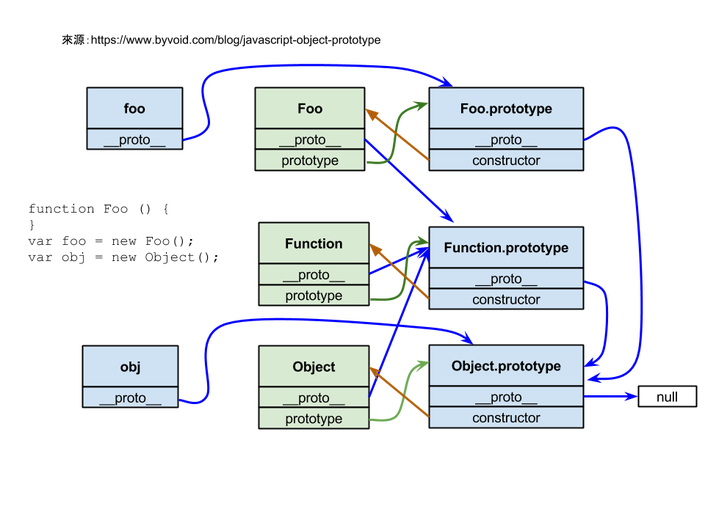 來源：https://www.byvoid.com/blog/javascript-object-prototype
foo
__proto__
Foo
__proto__
prototype
Foo.prototype
__proto__
constructor
function Foo () {
}
var foo = new Foo();
var obj = new Object();
Function
__proto__
prototype
Function.prototype
__proto__
constructor
obj
__proto__
Object
__proto__
prototype
Object.prototype
__proto__
constructor
null